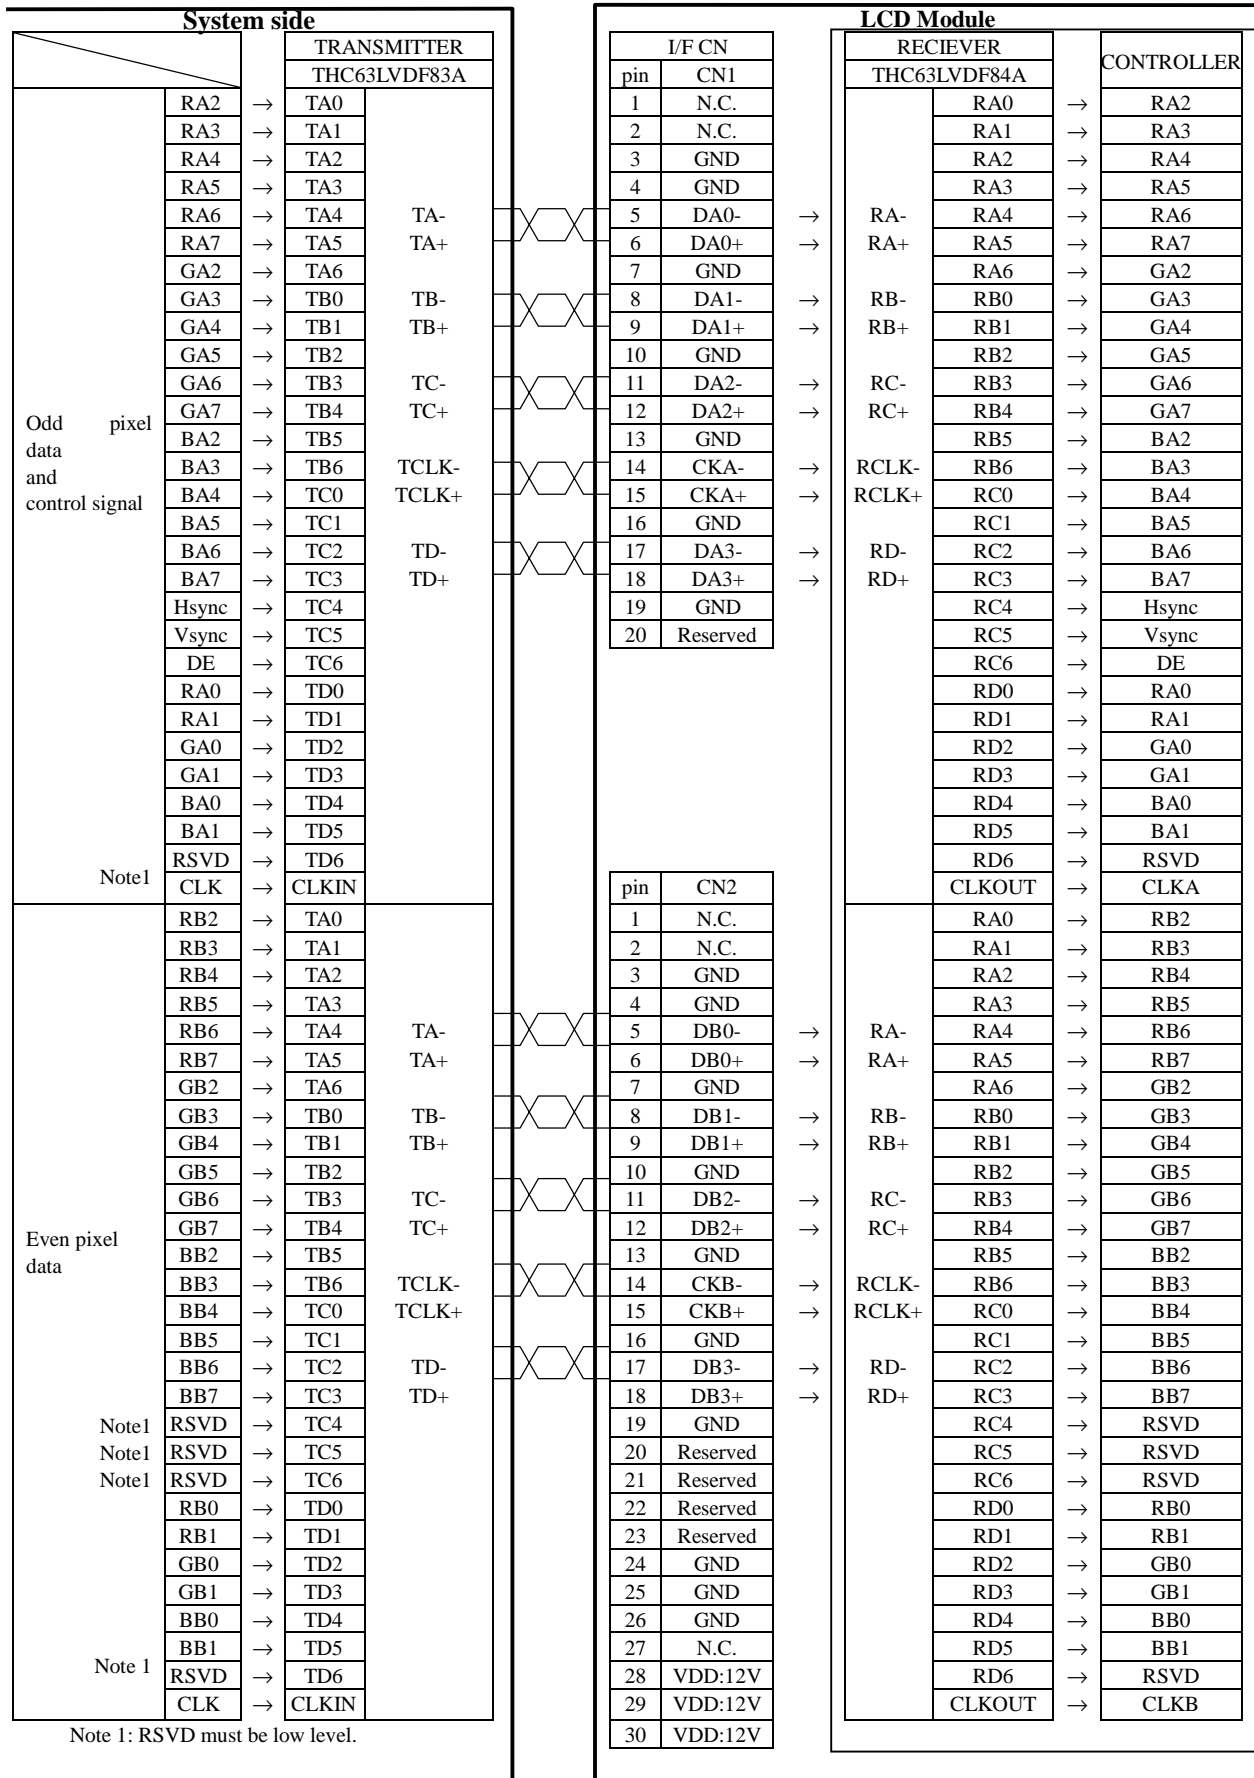 System side LCD Module
TRANSMITTER I/F CN RECIEVER CONTROLLER
THC63LVDF83A pin CN1 THC63LVDF84A
RA2 → TA0 1 N.C. RA0 → RA2
RA3 → TA1 2 N.C. RA1 → RA3
RA4 → TA2 3 GND RA2 → RA4
RA5 → TA3 4 GND RA3 → RA5
RA6 → TA4 TA- 5 DA0- → RA- RA4 → RA6
RA7 → TA5 TA+ 6 DA0+ → RA+ RA5 → RA7
GA2 → TA6 7 GND RA6 → GA2
GA3 → TB0 TB- 8 DA1- → RB- RB0 → GA3
GA4 → TB1 TB+ 9 DA1+ → RB+ RB1 → GA4
GA5 → TB2 10 GND RB2 → GA5
GA6 → TB3 TC- 11 DA2- → RC- RB3 → GA6
Odd pixel GA7 → TB4 TC+ 12 DA2+ → RC+ RB4 → GA7
data BA2 → TB5 13 GND RB5 → BA2
and BA3 → TB6 TCLK- 14 CKA- → RCLK- RB6 → BA3
control signal BA4 → TC0 TCLK+ 15 CKA+ → RCLK+ RC0 → BA4
BA5 → TC1 16 GND RC1 → BA5
BA6 → TC2 TD- 17 DA3- → RD- RC2 → BA6
BA7 → TC3 TD+ 18 DA3+ → RD+ RC3 → BA7
Hsync → TC4 19 GND RC4 → Hsync
Vsync → TC5 20 Reserved RC5 → Vsync
DE → TC6 RC6 → DE
RA0 → TD0 RD0 → RA0
RA1 → TD1 RD1 → RA1
GA0 → TD2 RD2 → GA0
GA1 → TD3 RD3 → GA1
BA0 → TD4 RD4 → BA0
BA1 → TD5 RD5 → BA1
Note1 RSVD → TD6 RD6 → RSVD
CLK → CLKIN pin CN2 CLKOUT → CLKA
RB2 → TA0 1 N.C. RA0 → RB2
RB3 → TA1 2 N.C. RA1 → RB3
RB4 → TA2 3 GND RA2 → RB4
RB5 → TA3 4 GND RA3 → RB5
RB6 → TA4 TA- 5 DB0- → RA- RA4 → RB6
RB7 → TA5 TA+ 6 DB0+ → RA+ RA5 → RB7
GB2 → TA6 7 GND RA6 → GB2
GB3 → TB0 TB- 8 DB1- → RB- RB0 → GB3
GB4 → TB1 TB+ 9 DB1+ → RB+ RB1 → GB4
GB5 → TB2 10 GND RB2 → GB5
GB6 → TB3 TC- 11 DB2- → RC- RB3 → GB6
Even pixel GB7 → TB4 TC+ 12 DB2+ → RC+ RB4 → GB7
data BB2 → TB5 13 GND RB5 → BB2
BB3 → TB6 TCLK- 14 CKB- → RCLK- RB6 → BB3
BB4 → TC0 TCLK+ 15 CKB+ → RCLK+ RC0 → BB4
BB5 → TC1 16 GND RC1 → BB5
BB6 → TC2 TD- 17 DB3- → RD- RC2 → BB6
BB7 → TC3 TD+ 18 DB3+ → RD+ RC3 → BB7
Note1 RSVD → TC4 19 GND RC4 → RSVD
Note1 RSVD → TC5 20 Reserved RC5 → RSVD
Note1 RSVD → TC6 21 Reserved RC6 → RSVD
RB0 → TD0 22 Reserved RD0 → RB0
RB1 → TD1 23 Reserved RD1 → RB1
GB0 → TD2 24 GND RD2 → GB0
GB1 → TD3 25 GND RD3 → GB1
BB0 → TD4 26 GND RD4 → BB0
BB1 → TD5 27 N.C. RD5 → BB1
Note 1 RSVD → TD6 28 VDD:12V RD6 → RSVD
CLK → CLKIN 29 VDD:12V CLKOUT → CLKB
Note 1: RSVD must be low level. 30 VDD:12V